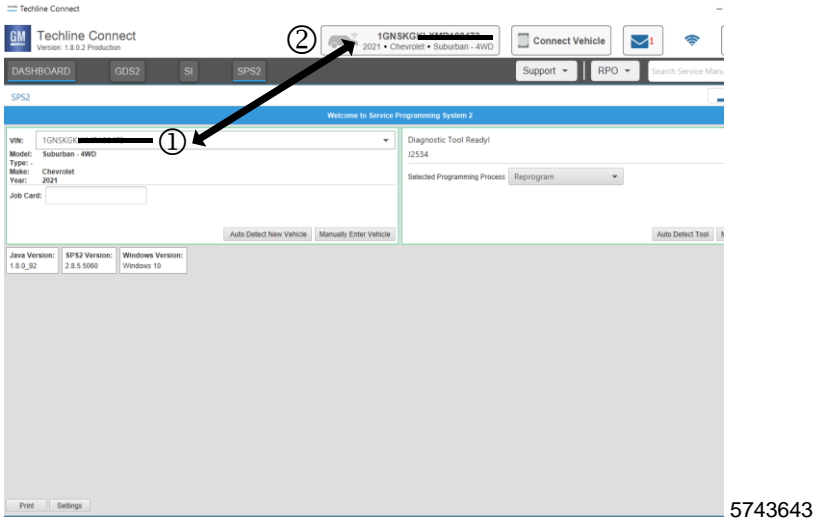 Techline Connect
GM
Techline Connect
Version: 1.8.0.2 Production
②
1GNSKG
2021 • Chevrolet • Suburban - 4WD
Connect Vehicle
1
DASHBOARD
GDS2
SI
SPS2
Support
RPO
Search Service Manu
SPS2
Welcome to Service Programming System 2
VIN:
1GNSKGK
①
Model: Suburban - 4WD
Type: -
Make: Chevrolet
Year: 2021
Job Card:
Auto Detect New Vehicle
Manually Enter Vehicle
Diagnostic Tool Ready!
J2534
Selected Programming Process
Reprogram
Auto Detect Tool
Java Version:
1.8.0_92
SPS2 Version:
2.8.5.5060
Windows Version:
Windows 10
Print
Settings
5743643